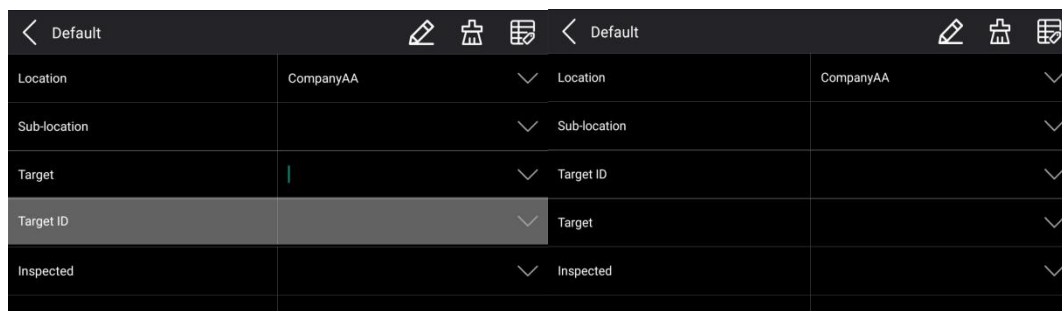 Default
Location CompanyAA
Sub-location
Target
Target ID
Inspected
Default
Location CompanyAA
Sub-location
Target ID
Target
Inspected